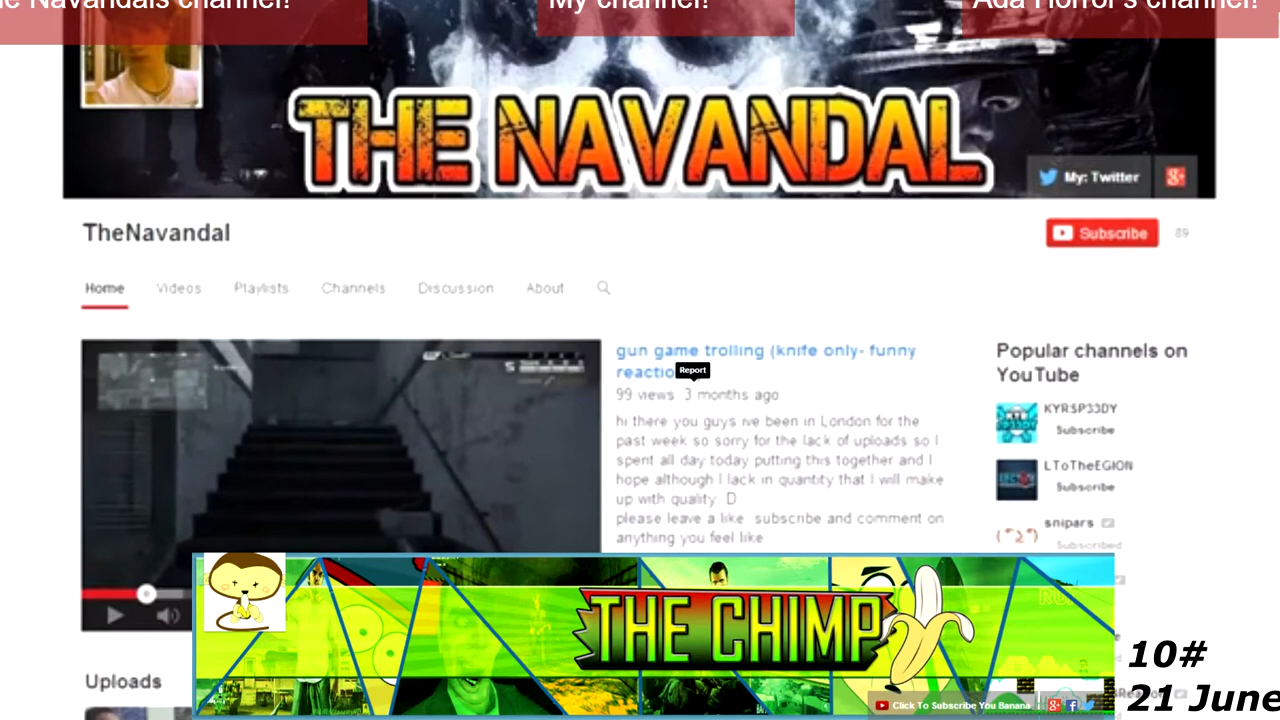 Navandals channel!
My channel!
Ada Horror's channel!
THE NAVANDAL
My: Twitter
TheNavandal
Subscribe 89
Home Videos Playlists Channels Discussion About
gun game trolling (knife only- funny
Report
99 views 3 months ago
hi there you guys ive been in London for the
past week so sorry for the lack of uploads so I
spent all day today putting this together and I
hope although I lack in quantity that I will make
up with quality D
please leave a like subscribe and comment on
anything you feel like
Popular channels on
YouTube
KYRSP33DY
Subscribe
LToTheEGION
Subscribe
snipars
Subscribed
Uploads
THE CHIMP
Click To Subscribe You Banana
10#
21 June